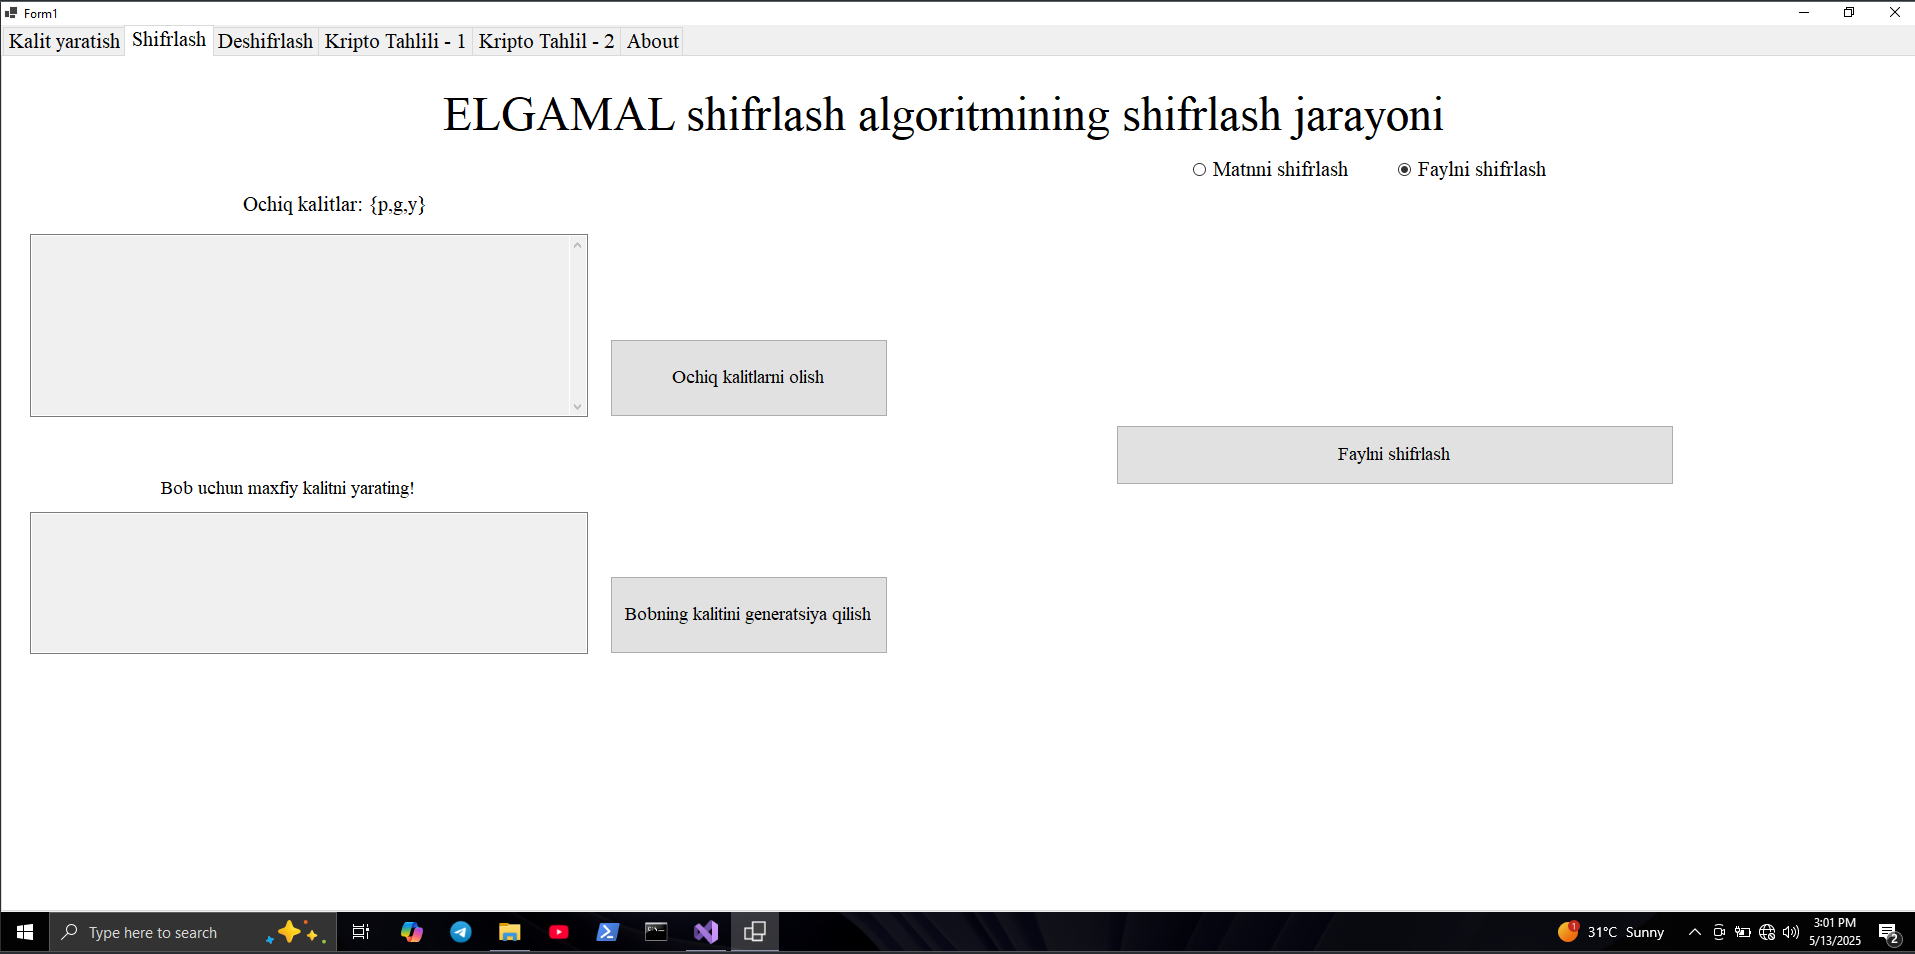 Form1
Kalit yaratish Shifrlash Deshifrlash Kripto Tahlili - 1 Kripto Tahlil - 2 About
ELGAMAL shifrlash algoritmining shifrlash jarayoni
Matnni shifrlash Faylni shifrlash
Ochiq kalitlar: {p,g,y}
Ochiq kalitlarni olish
Faylni shifrlash
Bob uchun maxfiy kalitni yarating!
Bobning kalitini generatsiya qilish
Type here to search
1
31°C Sunny
3:01 PM
5/13/2025
2